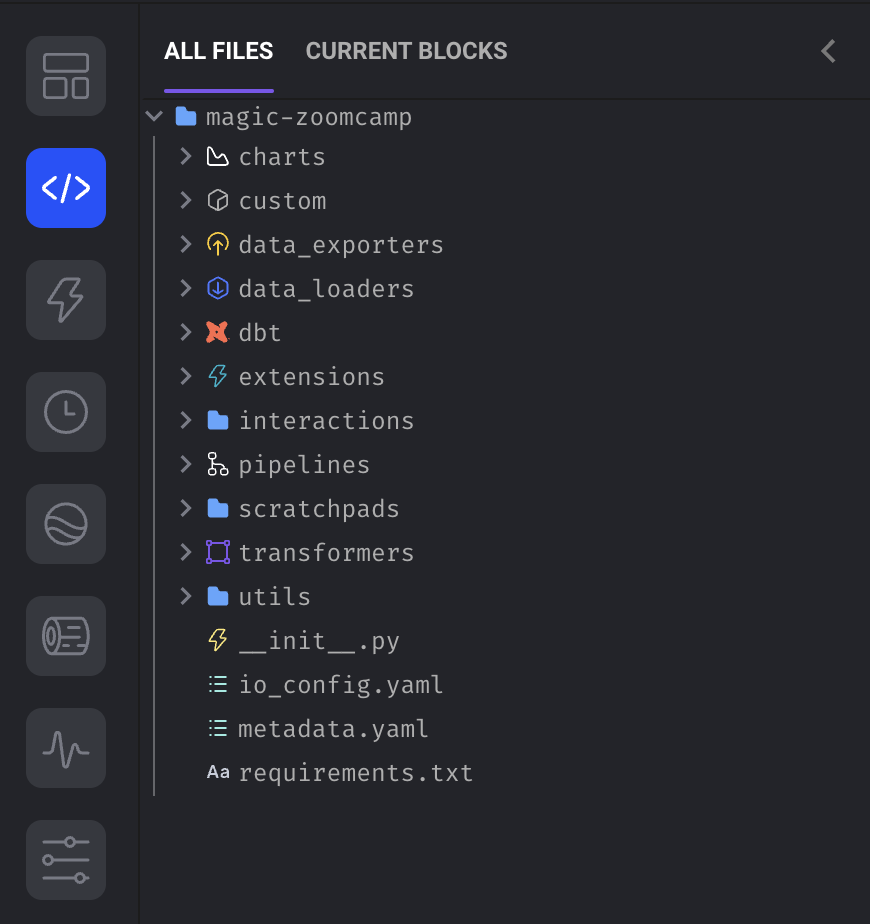 ALL FILES CURRENT BLOCKS
magic-zoomcamp
charts
custom
data_exporters
data_loaders
dbt
extensions
interactions
pipelines
scratchpads
transformers
utils
__init__.py
io_config.yaml
metadata.yaml
Aa requirements.txt